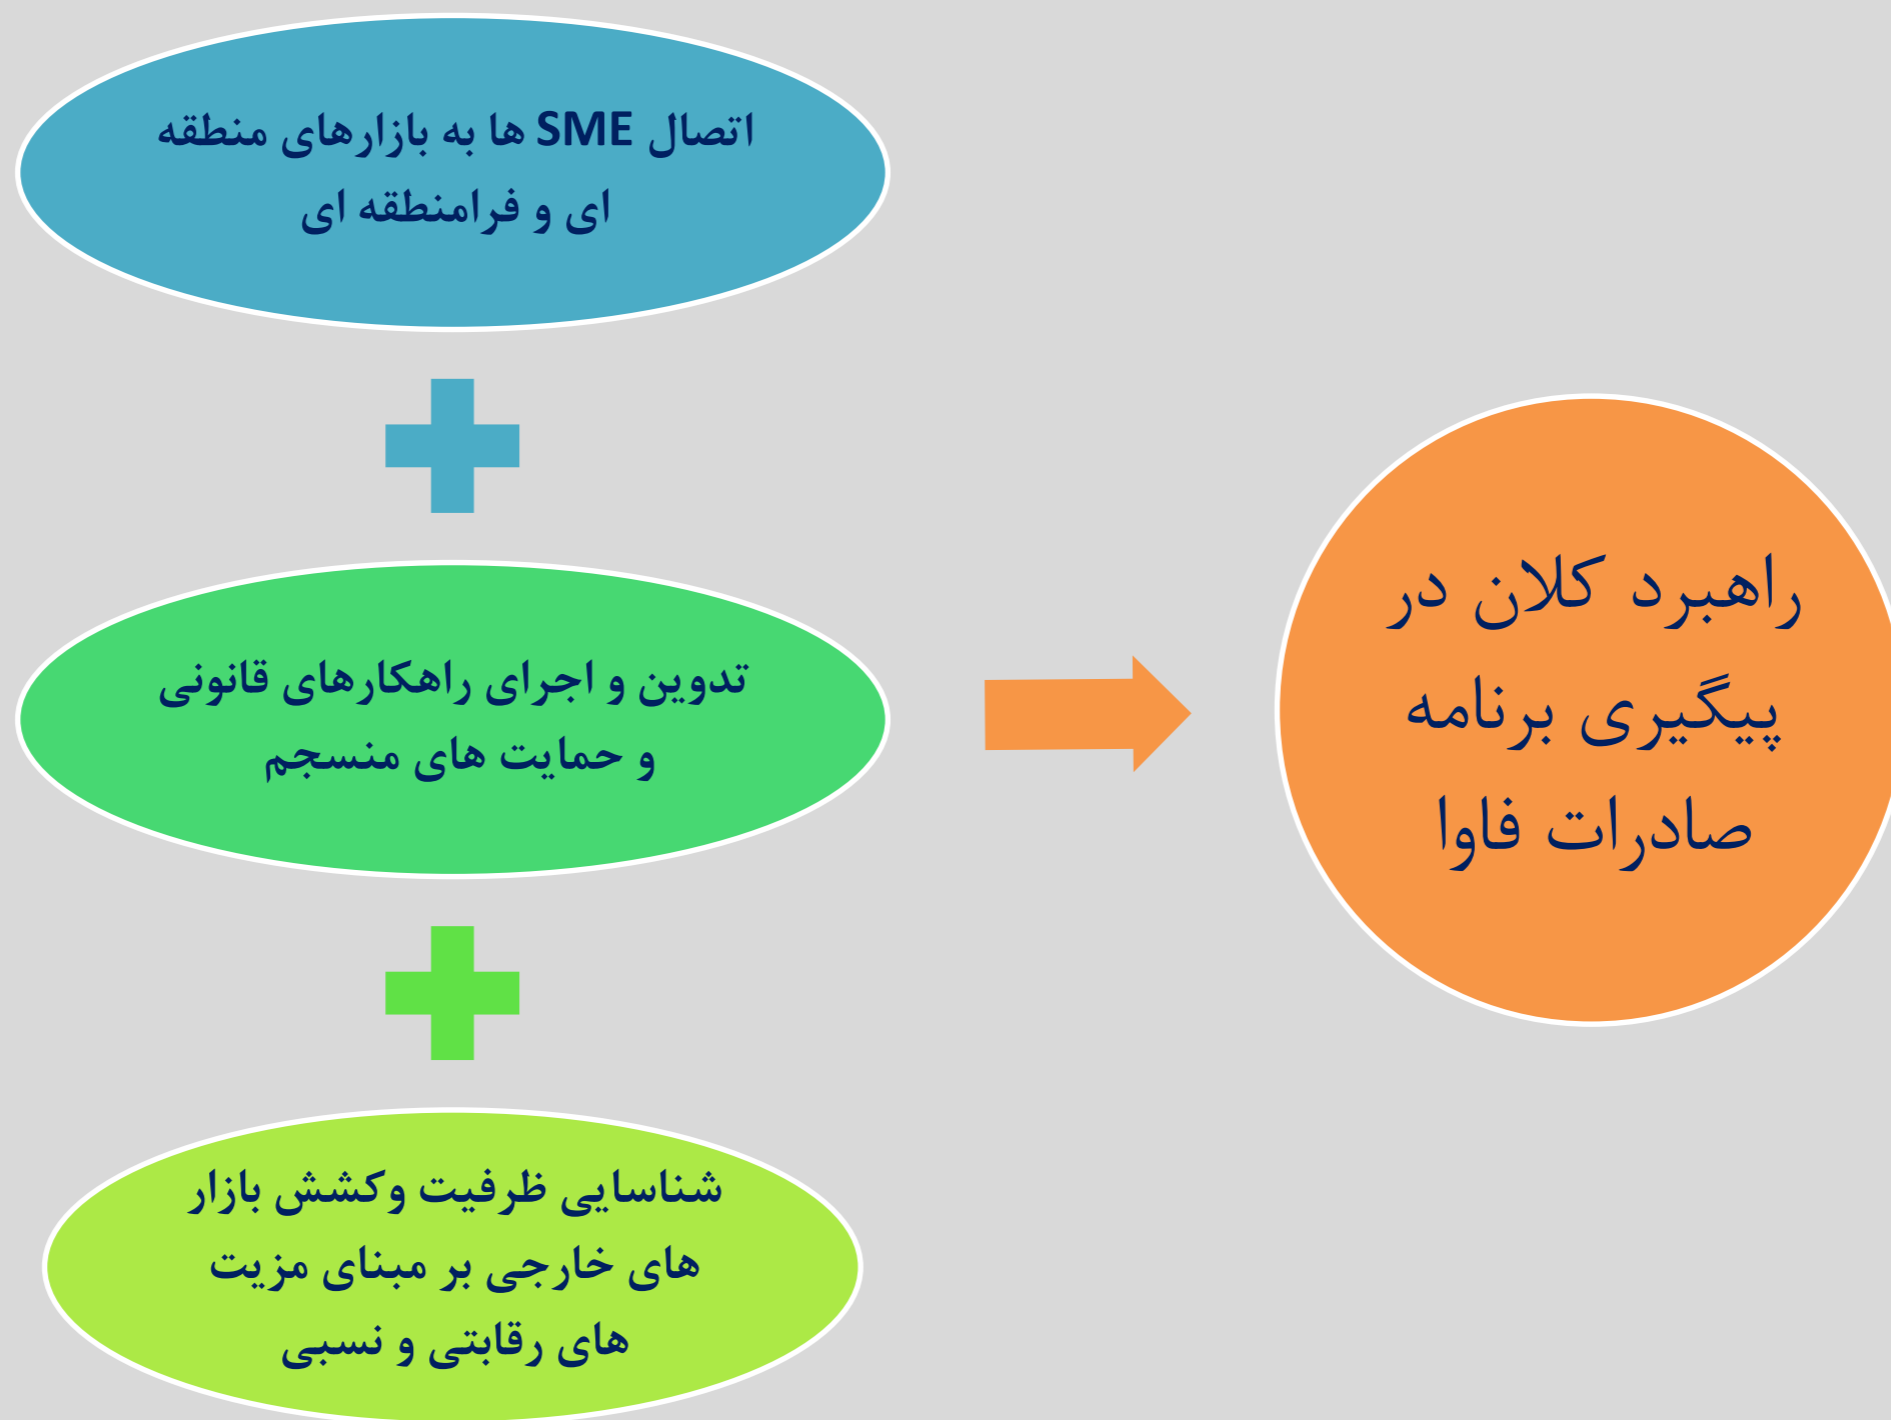 اتصال SME ها به بازارهای منطقه
ای و فرامنطقه ای
تدوین و اجرای راهکارهای قانونی
و حمایت های منسجم
شناسایی ظرفیت وکشش بازار
های خارجی بر مبنای مزیت
های رقابتی و نسبی
راهبرد کلان در
پیگیری برنامه
صادرات فاوا